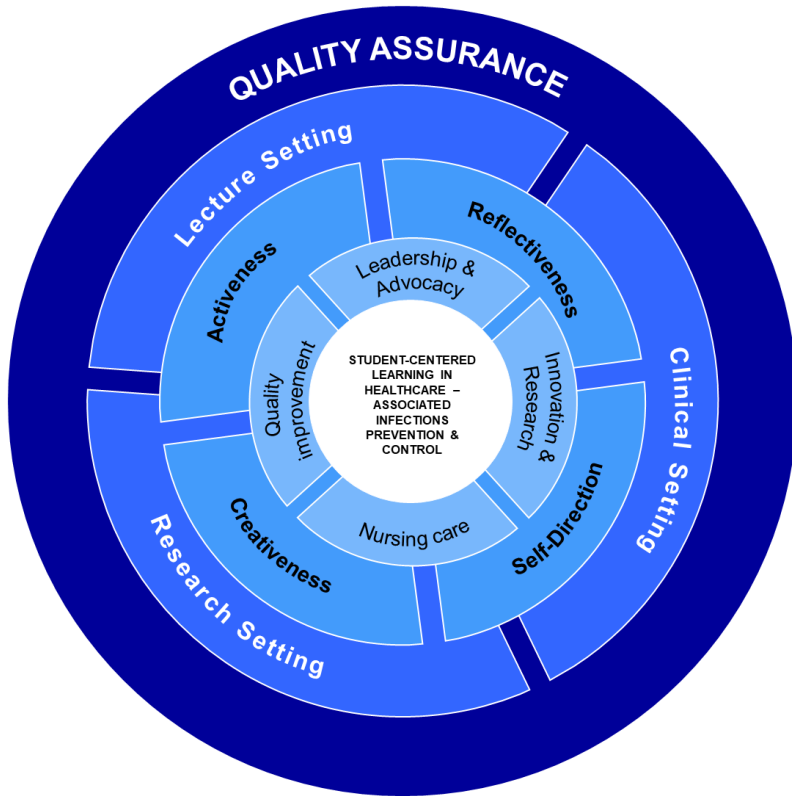 QUALITY ASSURANCE
Lecture Setting
Clinical Setting
Research Setting
Activeness
Reflectiveness
Self-Direction
Creativeness
Leadership &
Advocacy
Innovation &
Research
Nursing care
Quality
improvement
STUDENT-CENTERED
LEARNING IN
HEALTHCARE –
ASSOCIATED
INFECTIONS
PREVENTION &
CONTROL